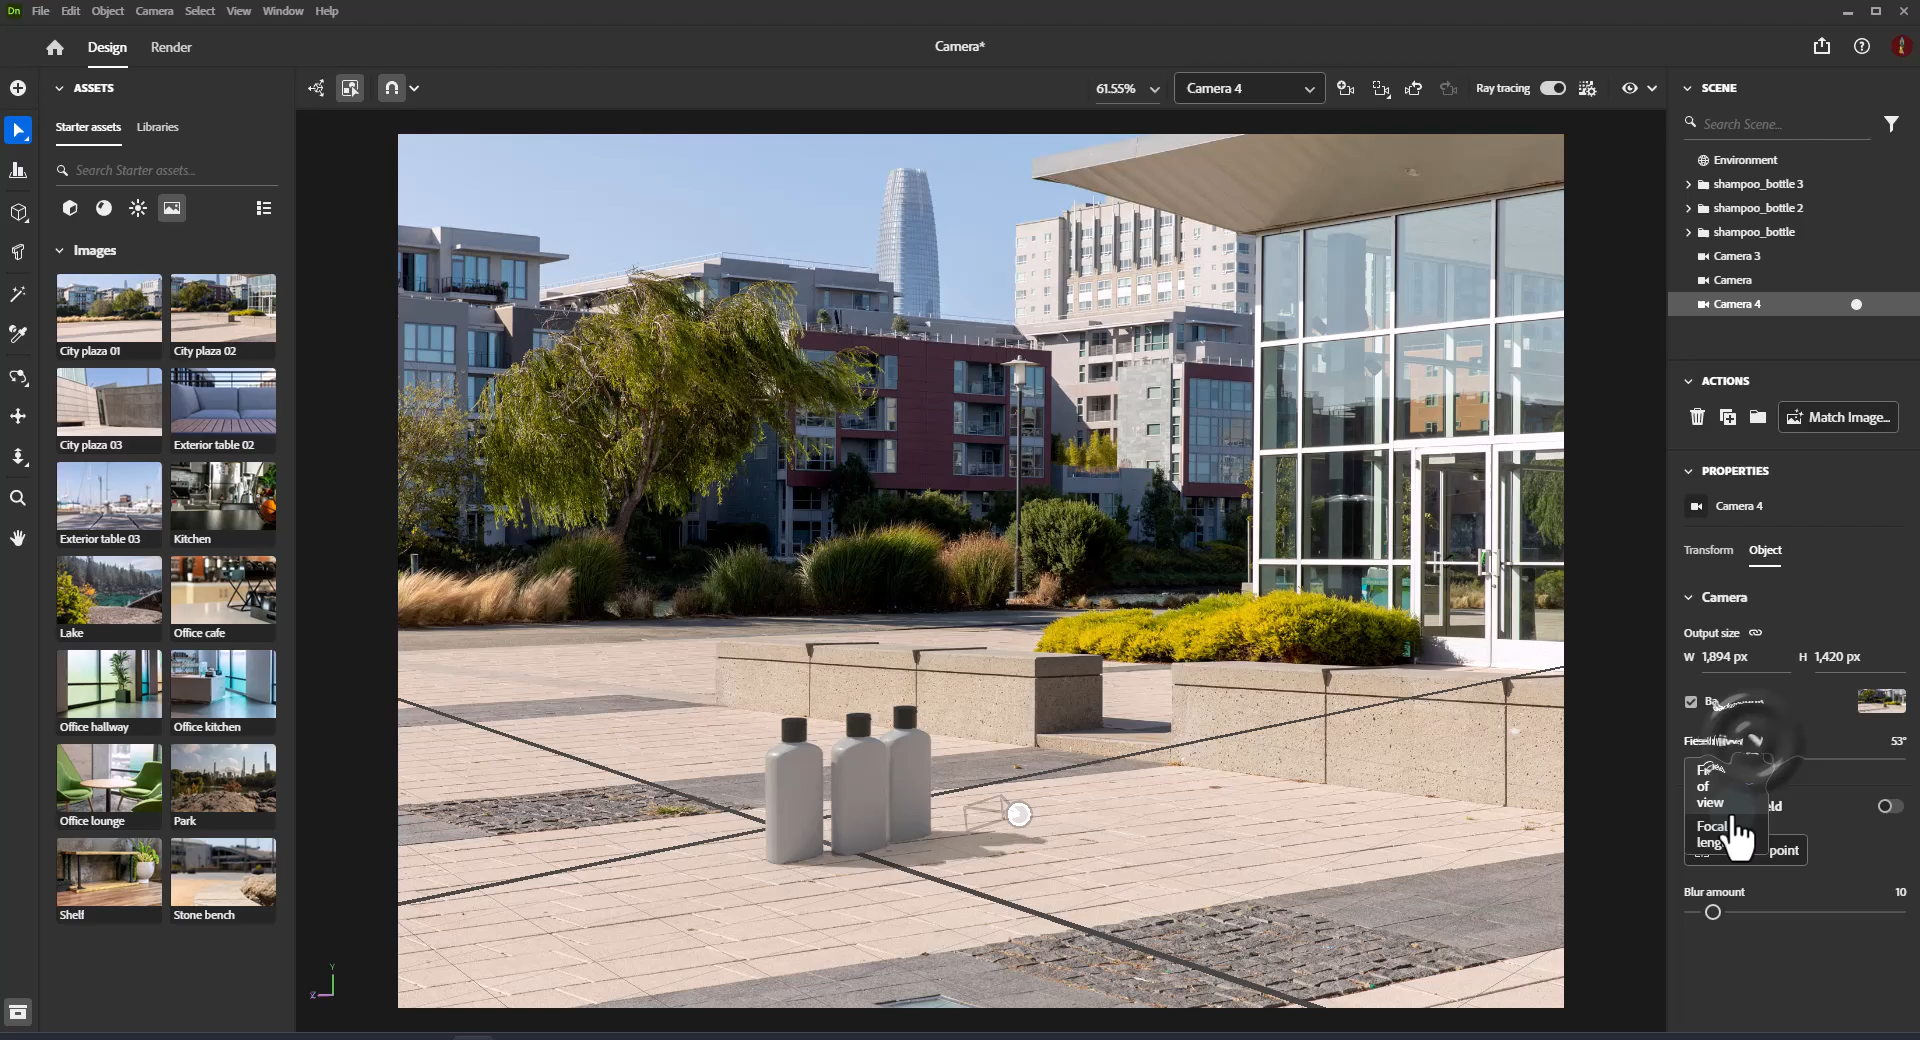 Dn File Edit Object Camera Select View Window Help
Design Render Camera*
ASSETS
Starter assets Libraries
Search Starter assets...
Images
City plaza 01 City plaza 02
City plaza 03 Exterior table 02
Exterior table 03 Kitchen
Lake Office cafe
Office hallway Office kitchen
Office lounge Park
Shelf Stone bench
61.55% Camera 4 Ray tracing
Y
Z
SCENE
Search Scene...
Environment
shampoo_bottle 3
shampoo_bottle 2
shampoo_bottle
Camera 3
Camera
Camera 4
ACTIONS
Match Image...
PROPERTIES
Camera 4
Transform Object
Camera
Output size
W 1,894 px H 1,420 px
53°
of
view
Focal
point
Blur amount 10